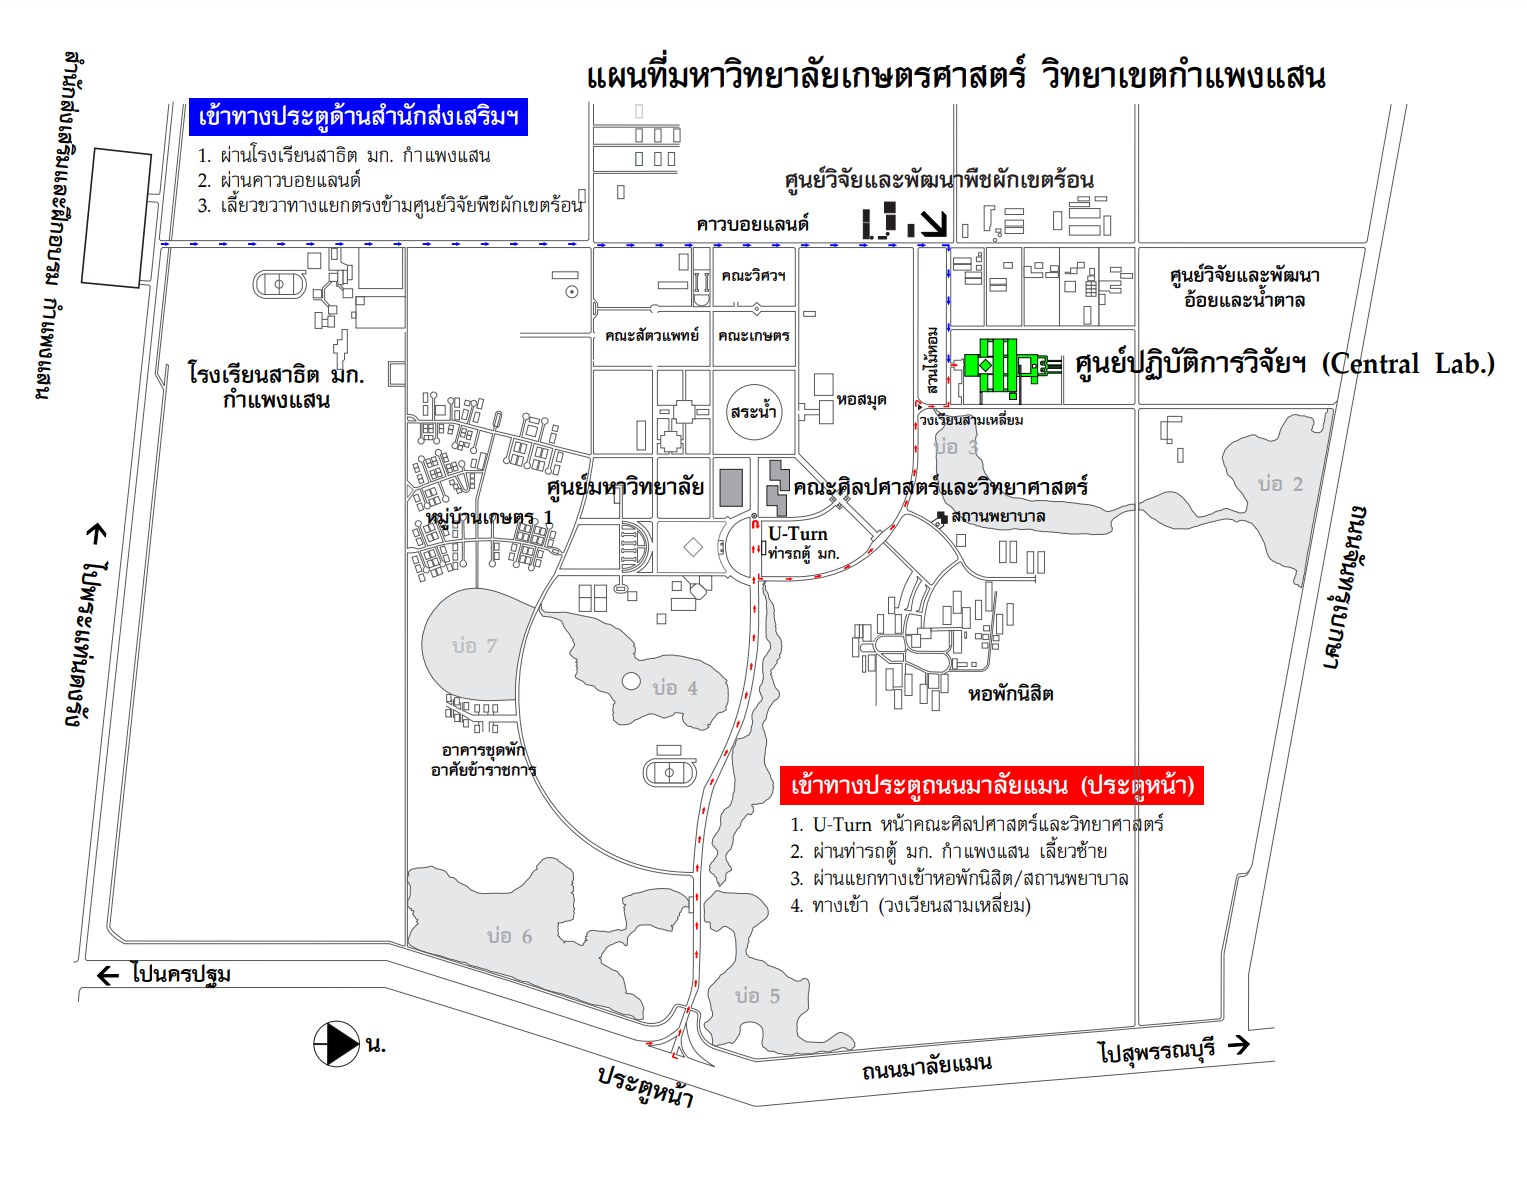 แผนที่มหาวิทยาลัยเกษตรศาสตร์ วิทยาเขตกำแพงแสน
สำนักส่งเสริมและฝึกอบรม กำแพงแสน
เข้าทางประตูด้านสำนักส่งเสริมฯ
1. ผ่านโรงเรียนสาธิต มก. กำแพงแสน
2. ผ่านคาวบอยแลนด์
3. เลี้ยวขวาทางแยกตรงข้ามศูนย์วิจัยพืชผักเขตร้อน
ศูนย์วิจัยและพัฒนาพืชผักเขตร้อน
คาวบอยแลนด์
คณะวิศวฯ
ศูนย์วิจัยและพัฒนา
อ้อยและน้ำตาล
คณะสัตวแพทย์
คณะเกษตร
สวนไม้หอม
ศูนย์ปฏิบัติการวิจัยฯ (Central Lab.)
โรงเรียนสาธิต มก.
กำแพงแสน
สระน้ำ
หอสมุด
วงเรียนสามเหลี่ยม
บ่อ 3
บ่อ 2
ศูนย์มหาวิทยาลัย
คณะศิลปศาสตร์และวิทยาศาสตร์
หมู่บ้านเกษตร 1
สถานพยาบาล
U-Turn
ท่ารถตู้ มก.
ถนนจันทรุเบกษา
ไปพระแท่นดงรัง
บ่อ 7
บ่อ 4
หอพักนิสิต
อาคารชุดพัก
อาศัยข้าราชการ
เข้าทางประตูถนนมาลัยแมน (ประตูหน้า)
1. U-Turn หน้าคณะศิลปศาสตร์และวิทยาศาสตร์
2. ผ่านท่ารถตู้ มก. กำแพงแสน เลี้ยวซ้าย
3. ผ่านแยกทางเข้าหอพักนิสิต/สถานพยาบาล
4. ทางเข้า (วงเวียนสามเหลี่ยม)
บ่อ 6
บ่อ 5
ไปนครปฐม
น.
ประตูหน้า
ถนนมาลัยแมน
ไปสุพรรณบุรี